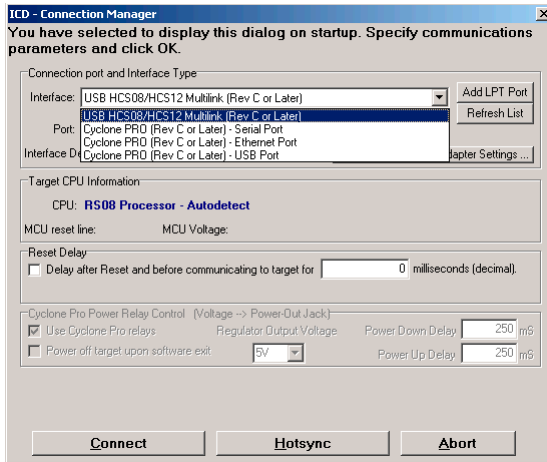 ICD - Connection Manager
You have selected to display this dialog on startup. Specify communications
parameters and click OK.
Connection port and Interface Type
Interface: USB HCS08/HCS12 Multilink (Rev C or Later)
Add LPT Port
USB HCS08/HCS12 Multilink (Rev C or Later)
Refresh List
Port: Cyclone PRO (Rev C or Later) - Serial Port
Cyclone PRO (Rev C or Later) - Ethernet Port
Interface De Cyclone PRO (Rev C or Later) - USB Port
dapter Settings ...
Target CPU Information
CPU: RS08 Processor - Autodetect
MCU reset line: MCU Voltage:
Reset Delay
Delay after Reset and before communicating to target for 0 milliseconds (decimal).
Cyclone Pro Power Relay Control (Voltage --> Power-Out Jack)
Use Cyclone Pro relays Regulator Output Voltage Power Down Delay 250 mS
Power off target upon software exit 5V Power Up Delay 250 mS
Connect Hotsync Abort